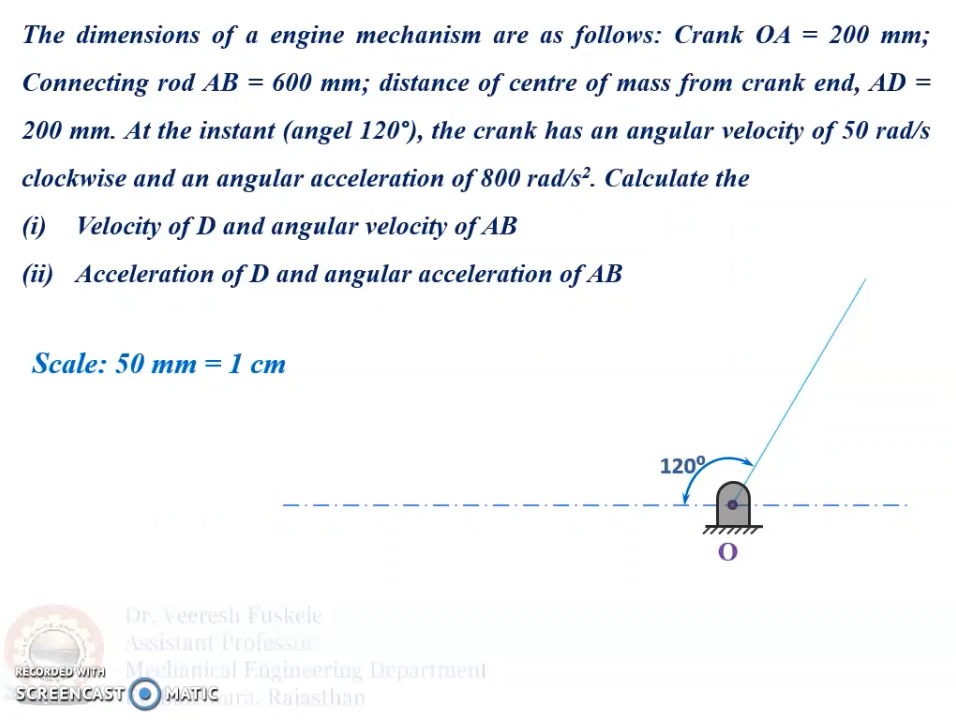 The dimensions of a engine mechanism are as follows: Crank OA = 200 mm;
Connecting rod AB = 600 mm; distance of centre of mass from crank end, AD =
200 mm. At the instant (angel 120°), the crank has an angular velocity of 50 rad/s
clockwise and an angular acceleration of 800 rad/s². Calculate the
(i) Velocity of D and angular velocity of AB
(ii) Acceleration of D and angular acceleration of AB
Scale: 50 mm = 1 cm
120⁰
O
Dr. Veeresh Fuskele
Assistant Professor
Mechanical Engineering Department
Rajasthan
RECORDED WITH
SCREENCAST MATIC